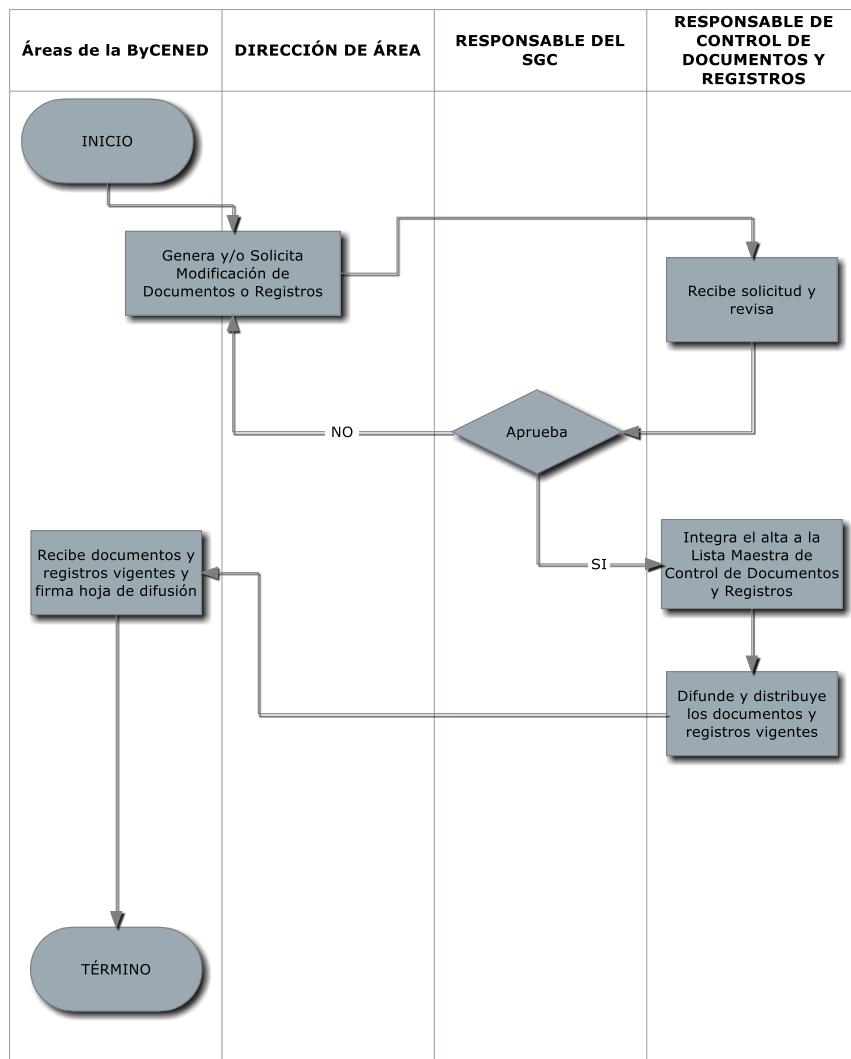 Áreas de la ByCENED
DIRECCIÓN DE ÁREA
RESPONSABLE DEL
SGC
RESPONSABLE DE
CONTROL DE
DOCUMENTOS Y
REGISTROS
INICIO
Genera y/o Solicita
Modificación de
Documentos o Registros
Recibe solicitud y
revisa
Aprueba
NO
SI
Integra el alta a la
Lista Maestra de
Control de Documentos
y Registros
Recibe documentos y
registros vigentes y
firma hoja de difusión
Difunde y distribuye
los documentos y
registros vigentes
TÉRMINO